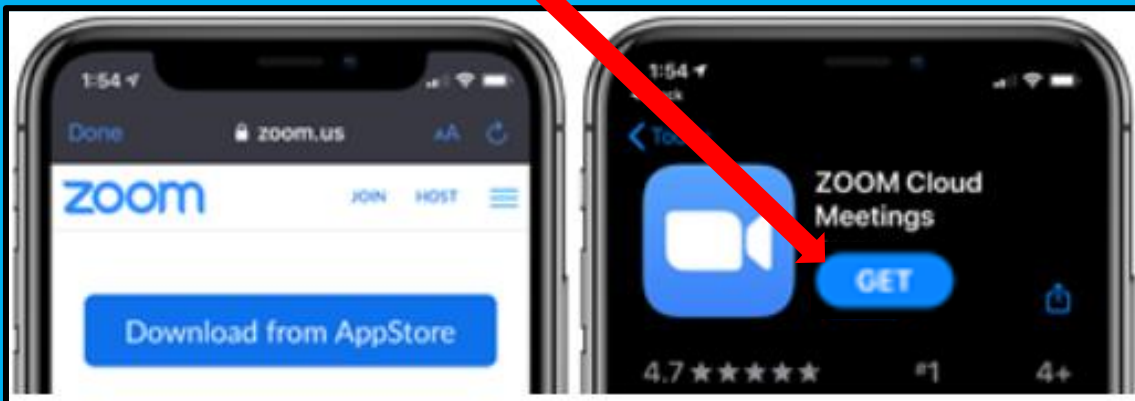 1:54
Done zoom.us AA
zoom JOIN HOST
Download from AppStore
1:54
ZOOM Cloud
Meetings
GET
4.7 ★★★★★ #1 4+